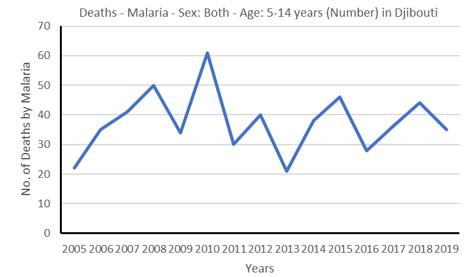 Deaths - Malaria - Sex: Both - Age: 5-14 years (Number) in Djibouti
70
60
50
40
30
20
10
0
No. of Deaths by Malaria
2005 2006 2007 2008 2009 2010 2011 2012 2013 2014 2015 2016 2017 2018 2019
Years